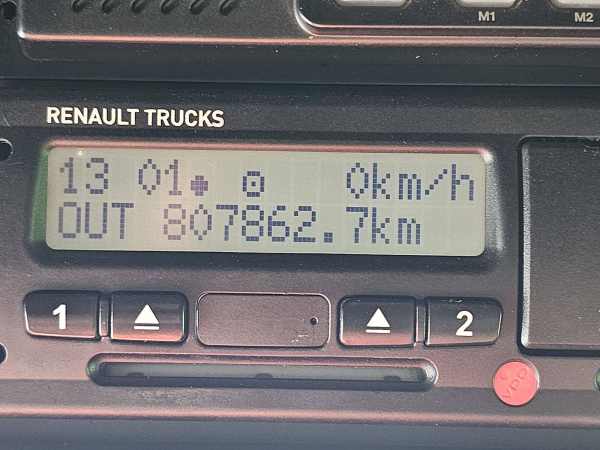 M1 M2
RENAULT TRUCKS
13 01 0km/h
OUT 807862.7km
1 2
VDO